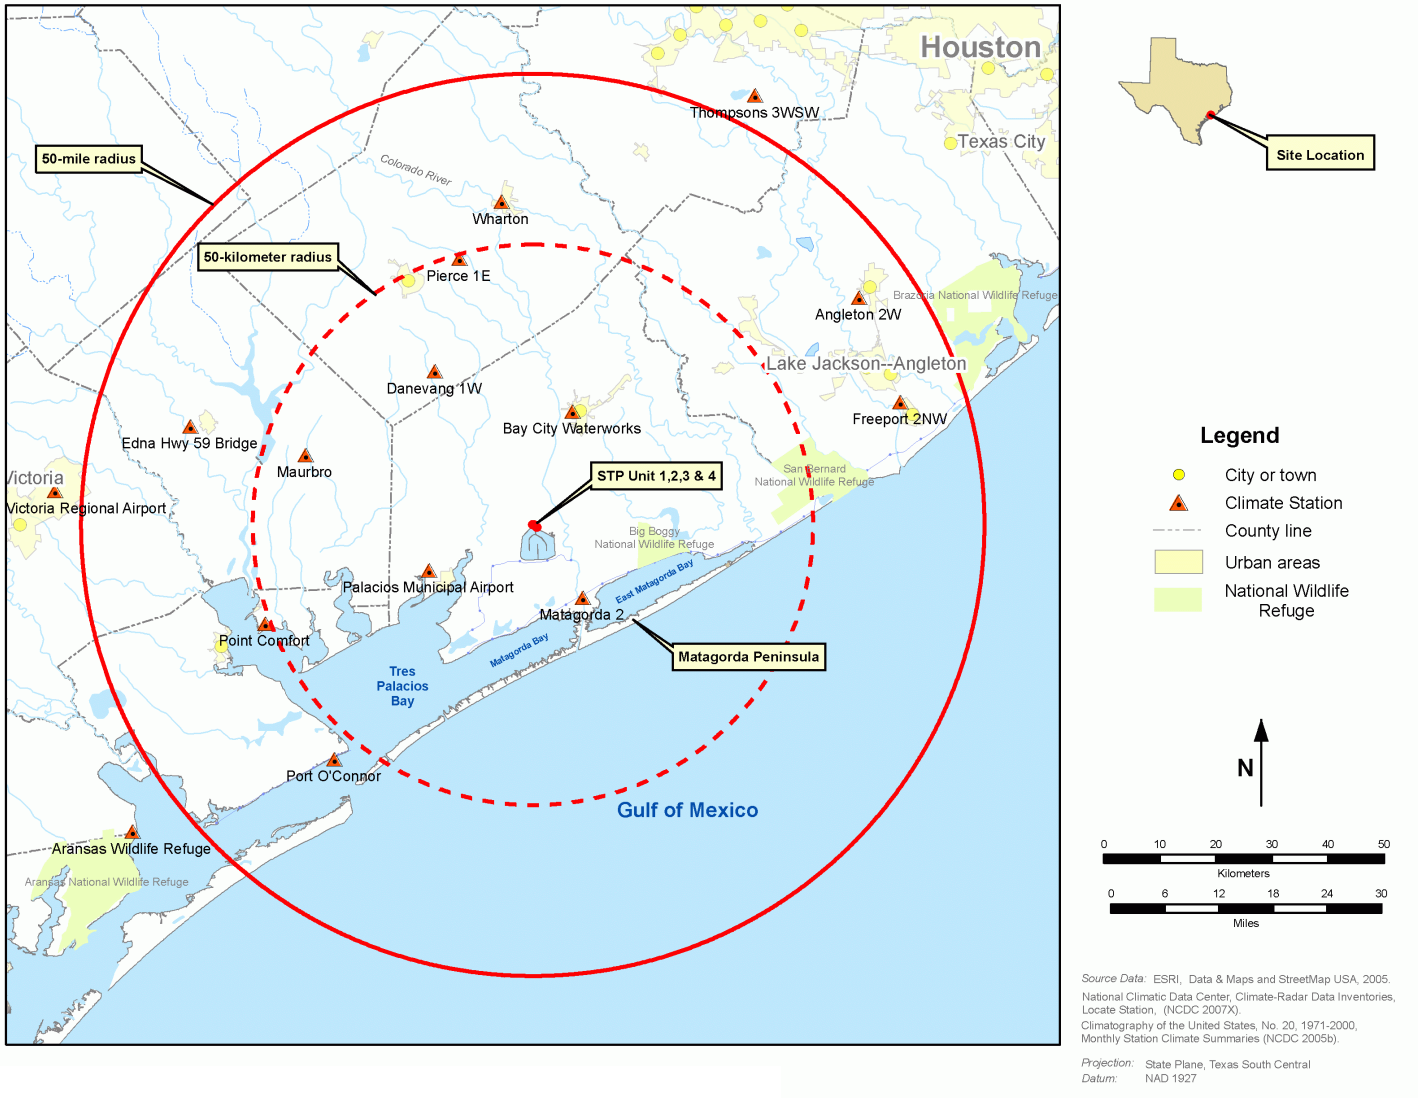 Houston
Thompsons 3WSW
Texas City
50-mile radius
Colorado River
Site Location
Wharton
50-kilometer radius
Pierce 1E
Brazoria National Wildlife Refuge
Angleton 2W
Lake Jackson--Angleton
Danevang 1W
Freeport 2NW
Bay City Waterworks
Edna Hwy 59 Bridge
Maurbro
Victoria
Victoria Regional Airport
San Bernard
National Wildlife Refuge
STP Unit 1,2,3 & 4
Big Boggy
National Wildlife Refuge
East Matagorda Bay
Palacios Municipal Airport
Matagorda 2
Point Comfort
Matagorda Bay
Matagorda Peninsula
Tres
Palacios
Bay
Port O'Connor
Gulf of Mexico
Aransas Wildlife Refuge
Aransas National Wildlife Refuge
Legend
City or town
Climate Station
County line
Urban areas
National Wildlife
Refuge
N
0 10 20 30 40 50
Kilometers
0 6 12 18 24 30
Miles
Source Data: ESRI, Data & Maps and StreetMap USA, 2005.
National Climatic Data Center, Climate-Radar Data Inventories,
Locate Station, (NCDC 2007X).
Climatography of the United States, No. 20, 1971-2000,
Monthly Station Climate Summaries (NCDC 2005b).
Projection: State Plane, Texas South Central
Datum: NAD 1927